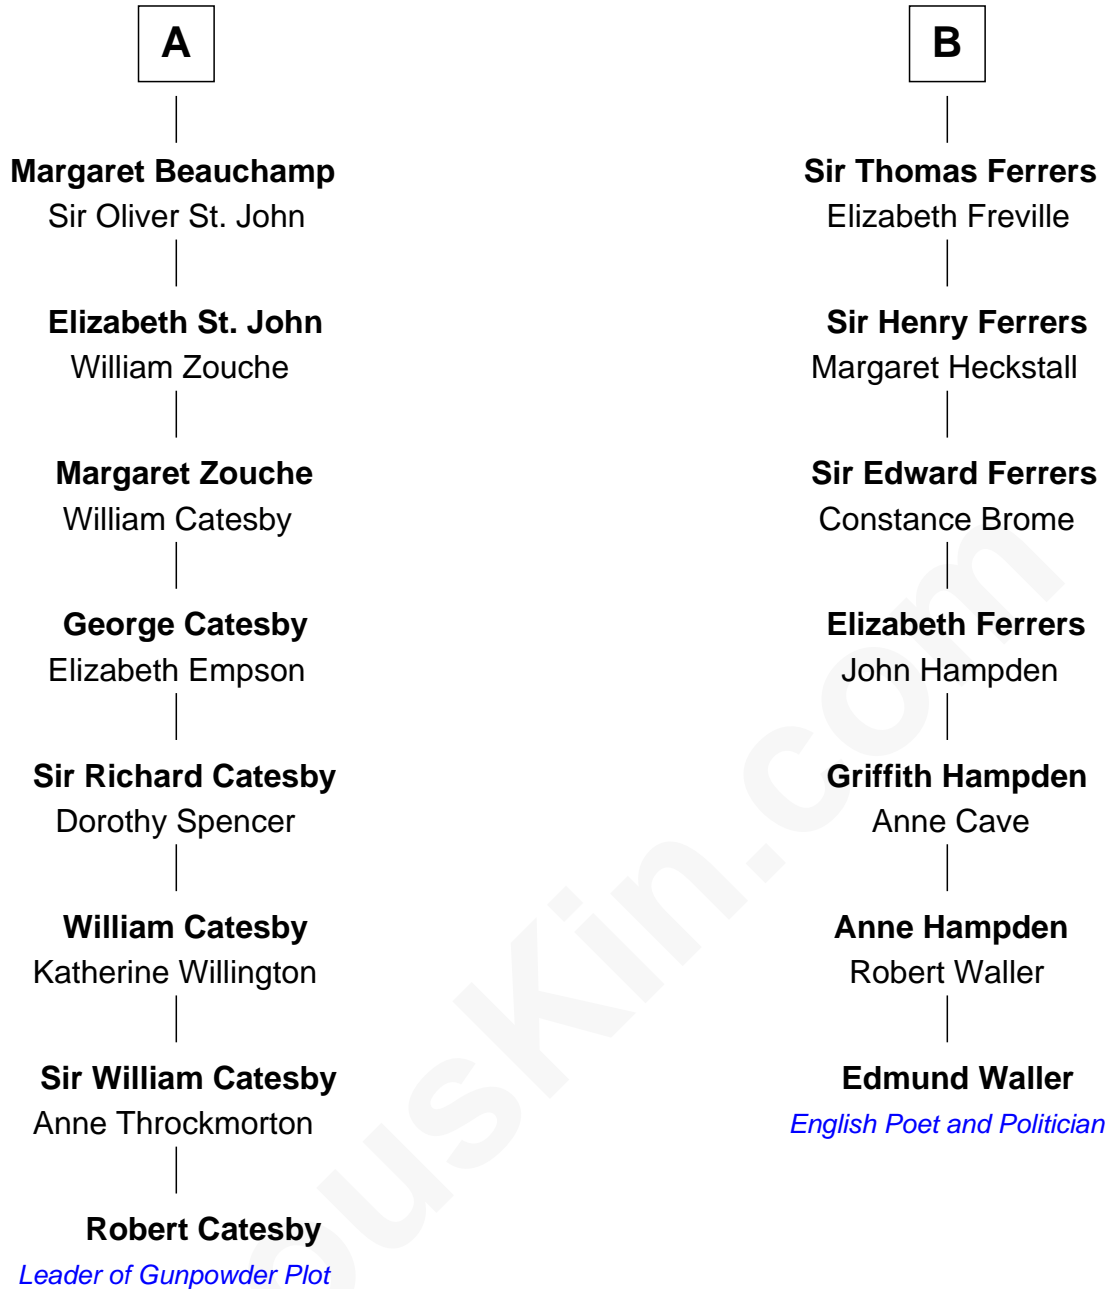 A
Margaret Beauchamp
Sir Oliver St. John
Elizabeth St. John
William Zouche
Margaret Zouche
William Catesby
George Catesby
Elizabeth Empson
Sir Richard Catesby
Dorothy Spencer
William Catesby
Katherine Willington
Sir William Catesby
Anne Throckmorton
Robert Catesby
Leader of Gunpowder Plot
B
Sir Thomas Ferrers
Elizabeth Freville
Sir Henry Ferrers
Margaret Heckstall
Sir Edward Ferrers
Constance Brome
Elizabeth Ferrers
John Hampden
Griffith Hampden
Anne Cave
Anne Hampden
Robert Waller
Edmund Waller
English Poet and Politician
ousKin.com